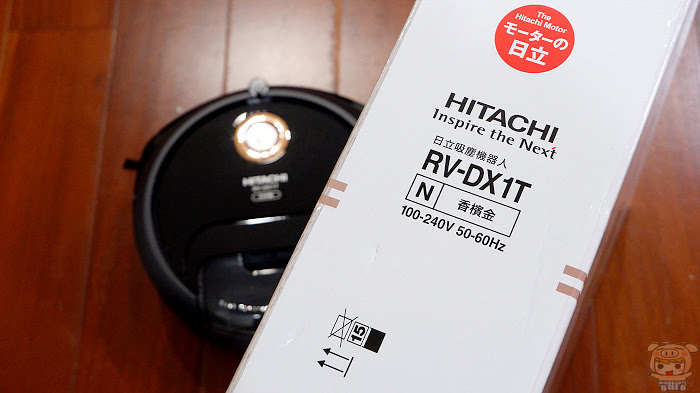 The
Hitachi Motor
モーターの
日立
HITACHI
Inspire the Next
日立吸塵機器人
RV-DX1T
N 香檳金
100-240V 50-60Hz
15
HITACHI